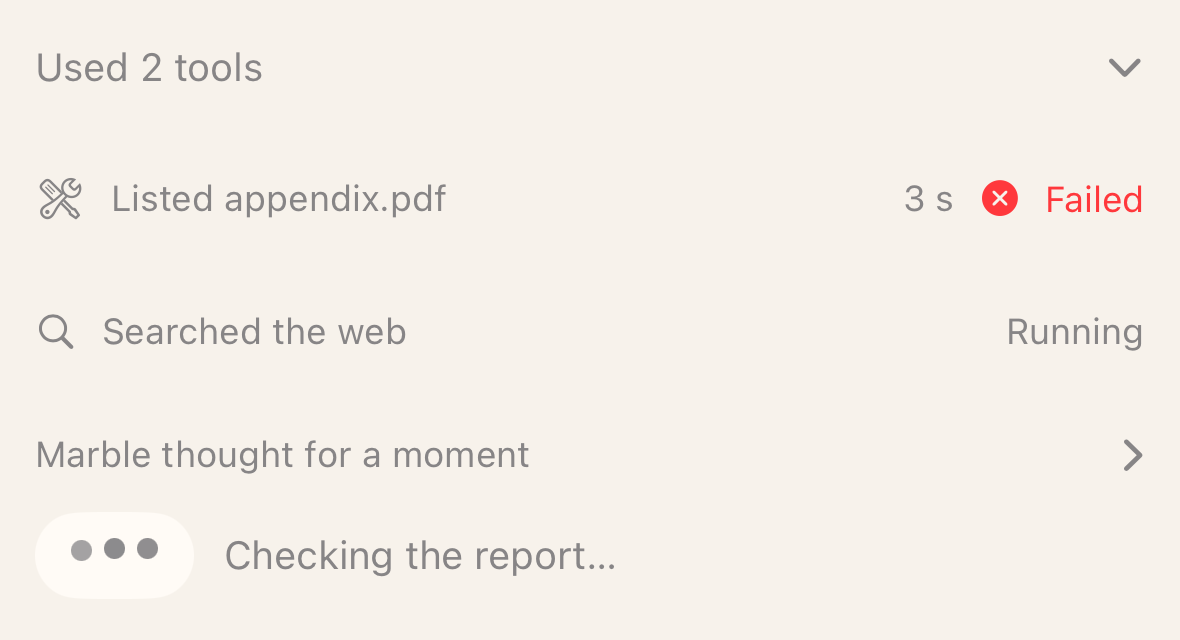 Used 2 tools
Listed appendix.pdf 3 s Failed
Searched the web Running
Marble thought for a moment
Checking the report...